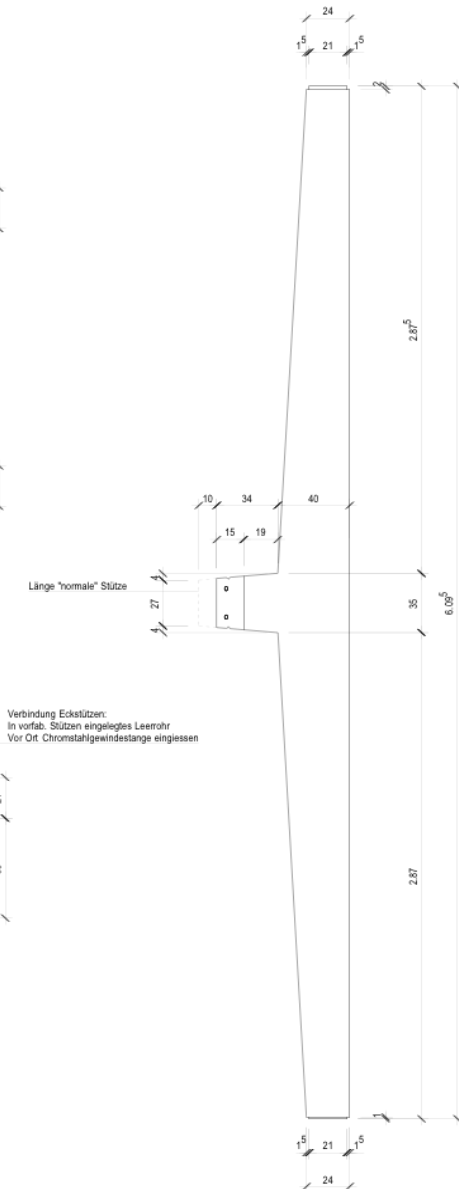 24
1⁵ 21 1⁵
2
2.87⁵
10 34 40
15 19
4
Länge "normale" Stütze
27
4
35
6.09⁵
Verbindung Eckstützen:
In vorfab. Stützen eingelegtes Leerrohr
Vor Ort Chromstahlgewindestange eingiessen
2.87
1
1⁵ 21 1⁵
24